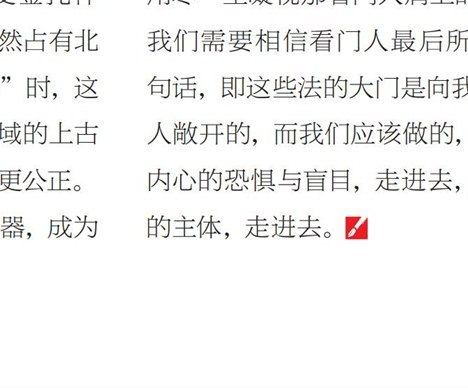 然占有北
”时，这
域的上古
更公正。
器，成为
我们需要相信看门人最后所
句话，即这些法的大门是向我
人敞开的，而我们应该做的，
内心的恐惧与盲目，走进去，
的主体，走进去。